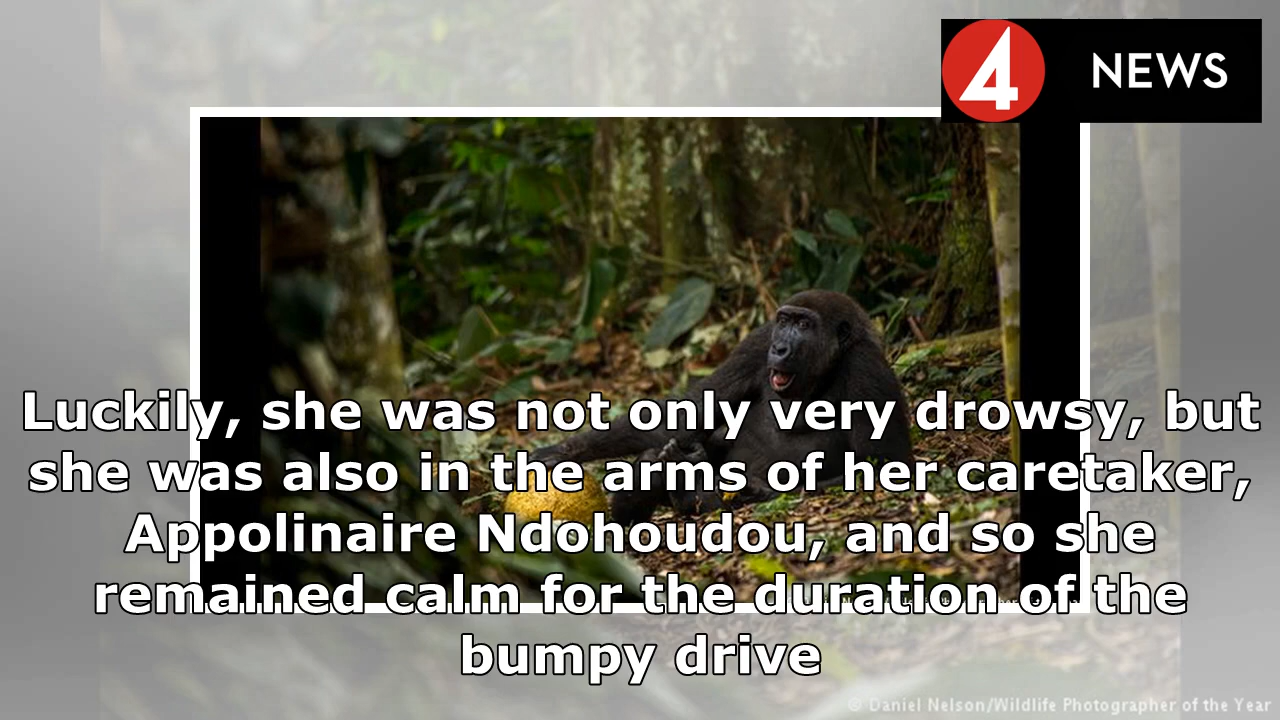 4 NEWS
Luckily, she was not only very drowsy, but
she was also in the arms of her caretaker,
Appolinaire Ndohoudou, and so she
remained calm for the duration of the
bumpy drive
© Daniel Nelson/Wildlife Photographer of the Year